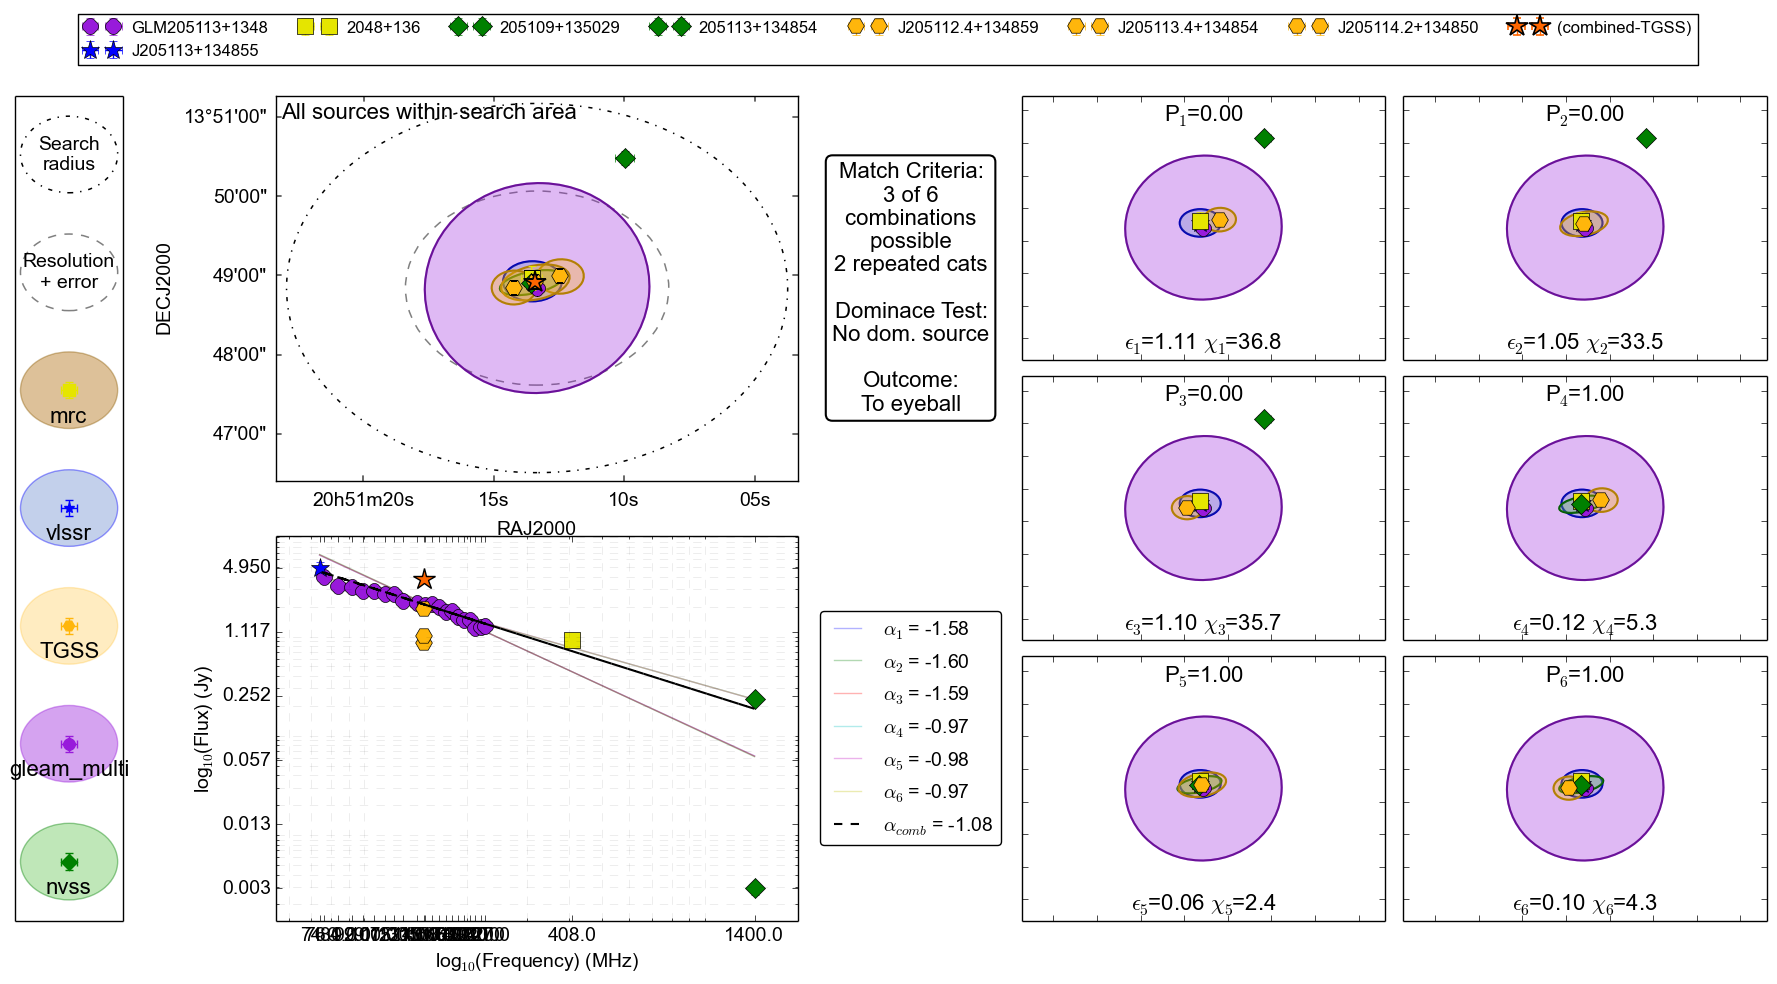 GLM205113+1348
2048+136
205109+135029
205113+134854
J205112.4+134859
J205113.4+134854
J205114.2+134850
(combined-TGSS)
J205113+134855
Search
radius
Resolution
+ error
mrc
vlssr
TGSS
gleam_multi
nvss
All sources within search area
DECJ2000
13°51'00"
50'00"
49'00"
48'00"
47'00"
20h51m20s
15s
10s
05s
RAJ2000
Match Criteria:
3 of 6
combinations
possible
2 repeated cats
Dominace Test:
No dom. source
Outcome:
To eyeball
P1=0.00
ϵ1=1.11 χ1=36.8
P2=0.00
ϵ2=1.05 χ2=33.5
P3=0.00
ϵ3=1.10 χ3=35.7
P4=1.00
ϵ4=0.12 χ4=5.3
P5=1.00
ϵ5=0.06 χ5=2.4
P6=1.00
ϵ6=0.10 χ6=4.3
log10(Flux) (Jy)
4.950
1.117
0.252
0.057
0.013
0.003
408.0
1400.0
log10(Frequency) (MHz)
α1 = -1.58
α2 = -1.60
α3 = -1.59
α4 = -0.97
α5 = -0.98
α6 = -0.97
αcomb = -1.08